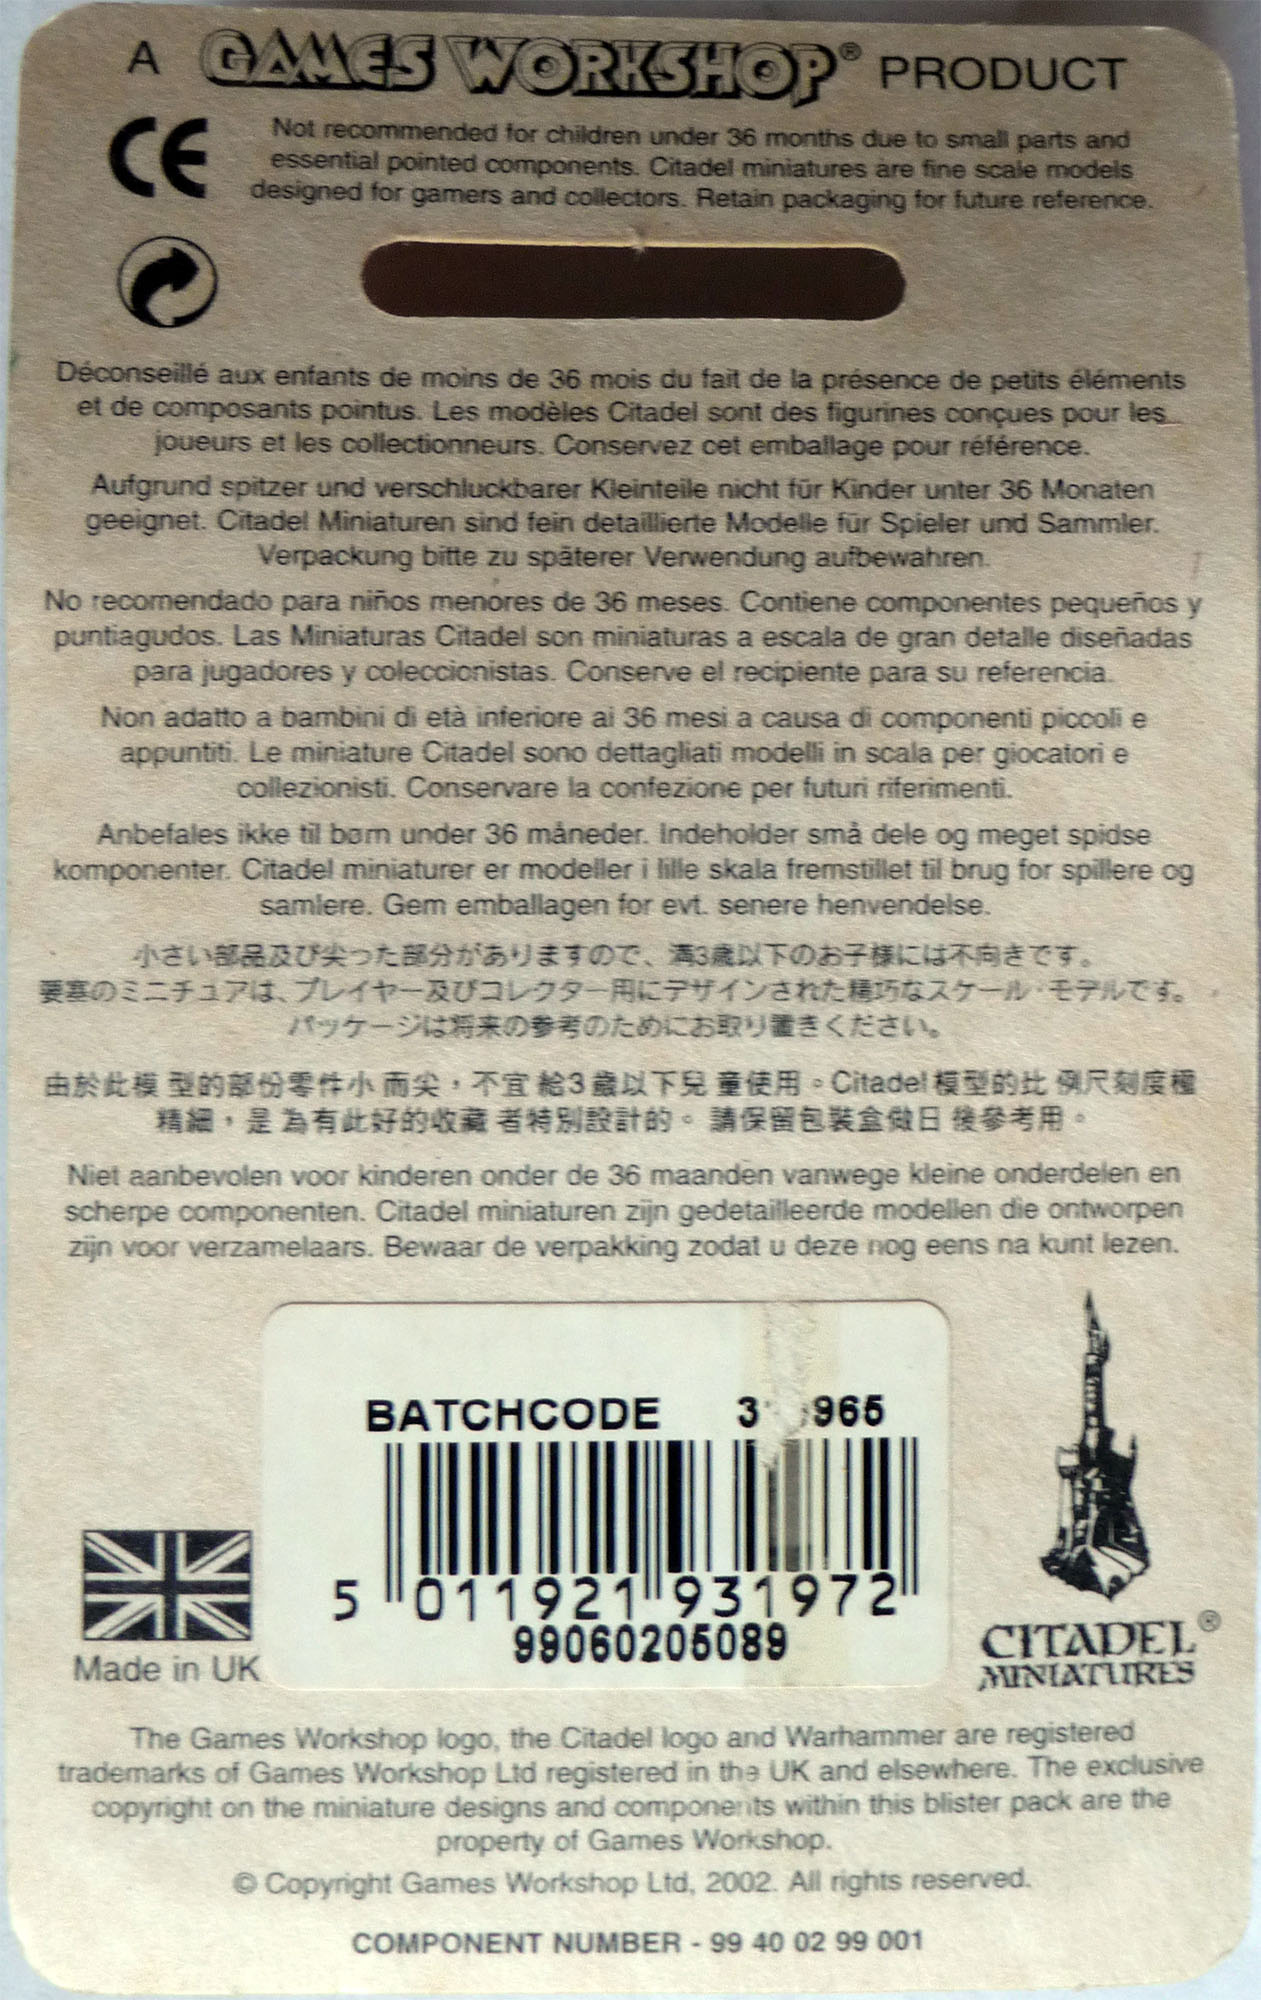 A GAMES WORKSHOP® PRODUCT
CE
Not recommended for children under 36 months due to small parts and
essential pointed components. Citadel miniatures are fine scale models
designed for gamers and collectors. Retain packaging for future reference.
Déconseillé aux enfants de moins de 36 mois du fait de la présence de petits éléments
et de composants pointus. Les modèles Citadel sont des figurines conçues pour les
joueurs et les collectionneurs. Conservez cet emballage pour référence.
Aufgrund spitzer und verschluckbarer Kleinteile nicht für Kinder unter 36 Monaten
geeignet. Citadel Miniaturen sind fein detaillierte Modelle für Spieler und Sammler.
Verpackung bitte zu späterer Verwendung aufbewahren.
No recomendado para niños menores de 36 meses. Contiene componentes pequeños y
puntiagudos. Las Miniaturas Citadel son miniaturas a escala de gran detalle diseñadas
para jugadores y coleccionistas. Conserve el recipiente para su referencia.
Non adatto a bambini di età inferiore ai 36 mesi a causa di componenti piccoli e
appuntiti. Le miniature Citadel sono dettagliati modelli in scala per giocatori e
collezionisti. Conservare la confezione per futuri riferimenti.
Anbefales ikke til børn under 36 måneder. Indeholder små dele og meget spidse
komponenter. Citadel miniaturer er modeller i lille skala fremstillet til brug for spillere og
samlere. Gem emballagen for evt. senere henvendelse.
小さい部品及び尖った部分がありますので、満3歳以下のお子様には不向きです。
要塞のミニチュアは、プレイヤー及びコレクター用にデザインされた精巧なスケール・モデルです。
パッケージは将来の参考のためにお取り置きください。
由於此模 型的部份零件小 而尖，不宜 給3 歲以下兒 童使用。Citadel 模型的比 例尺刻度極
精細，是 為有此好的收藏 者特別設計的。 請保留包裝盒做日 後參考用。
Niet aanbevolen voor kinderen onder de 36 maanden vanwege kleine onderdelen en
scherpe componenten. Citadel miniaturen zijn gedetailleerde modellen die ontworpen
zijn voor verzamelaars. Bewaar de verpakking zodat u deze nog eens na kunt lezen.
BATCHCODE 3 965
5 011921 931972
99060205089
Made in UK
CITADEL®
MINIATURES
The Games Workshop logo, the Citadel logo and Warhammer are registered
trademarks of Games Workshop Ltd registered in the UK and elsewhere. The exclusive
copyright on the miniature designs and components within this blister pack are the
property of Games Workshop.
© Copyright Games Workshop Ltd, 2002. All rights reserved.
COMPONENT NUMBER - 99 40 02 99 001